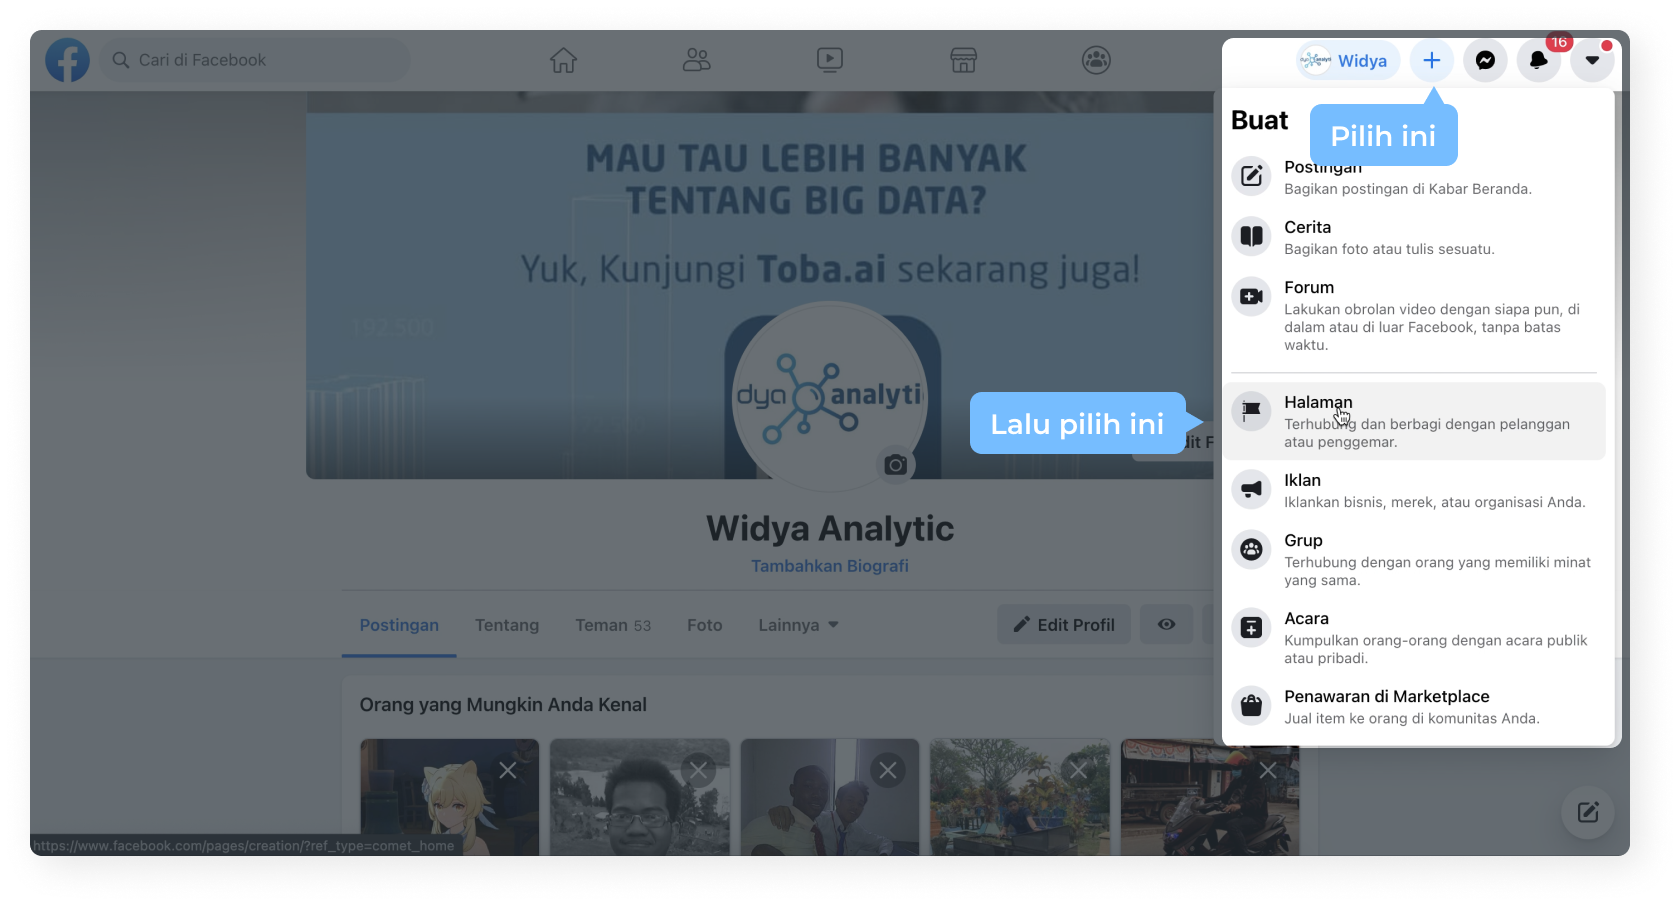 Cari di Facebook
Widya
16
Pilih ini
Buat
Postingan
Bagikan postingan di Kabar Beranda.
Cerita
Bagikan foto atau tulis sesuatu.
Forum
Lakukan obrolan video dengan siapa pun, di
dalam atau di luar Facebook, tanpa batas
waktu.
Lalu pilih ini
Halaman
Terhubung dan berbagi dengan pelanggan
atau penggemar.
Iklan
Iklankan bisnis, merek, atau organisasi Anda.
Grup
Terhubung dengan orang yang memiliki minat
yang sama.
Acara
Kumpulkan orang-orang dengan acara publik
atau pribadi.
Penawaran di Marketplace
Jual item ke orang di komunitas Anda.
MAU TAU LEBIH BANYAK
TENTANG BIG DATA?
Yuk, Kunjungi Toba.ai sekarang juga!
192.500
dya analyti
dit F
Widya Analytic
Tambahkan Biografi
Postingan Tentang Teman 53 Foto Lainnya
Edit Profil
Orang yang Mungkin Anda Kenal
https://www.facebook.com/pages/creation/?ref_type=comet_home